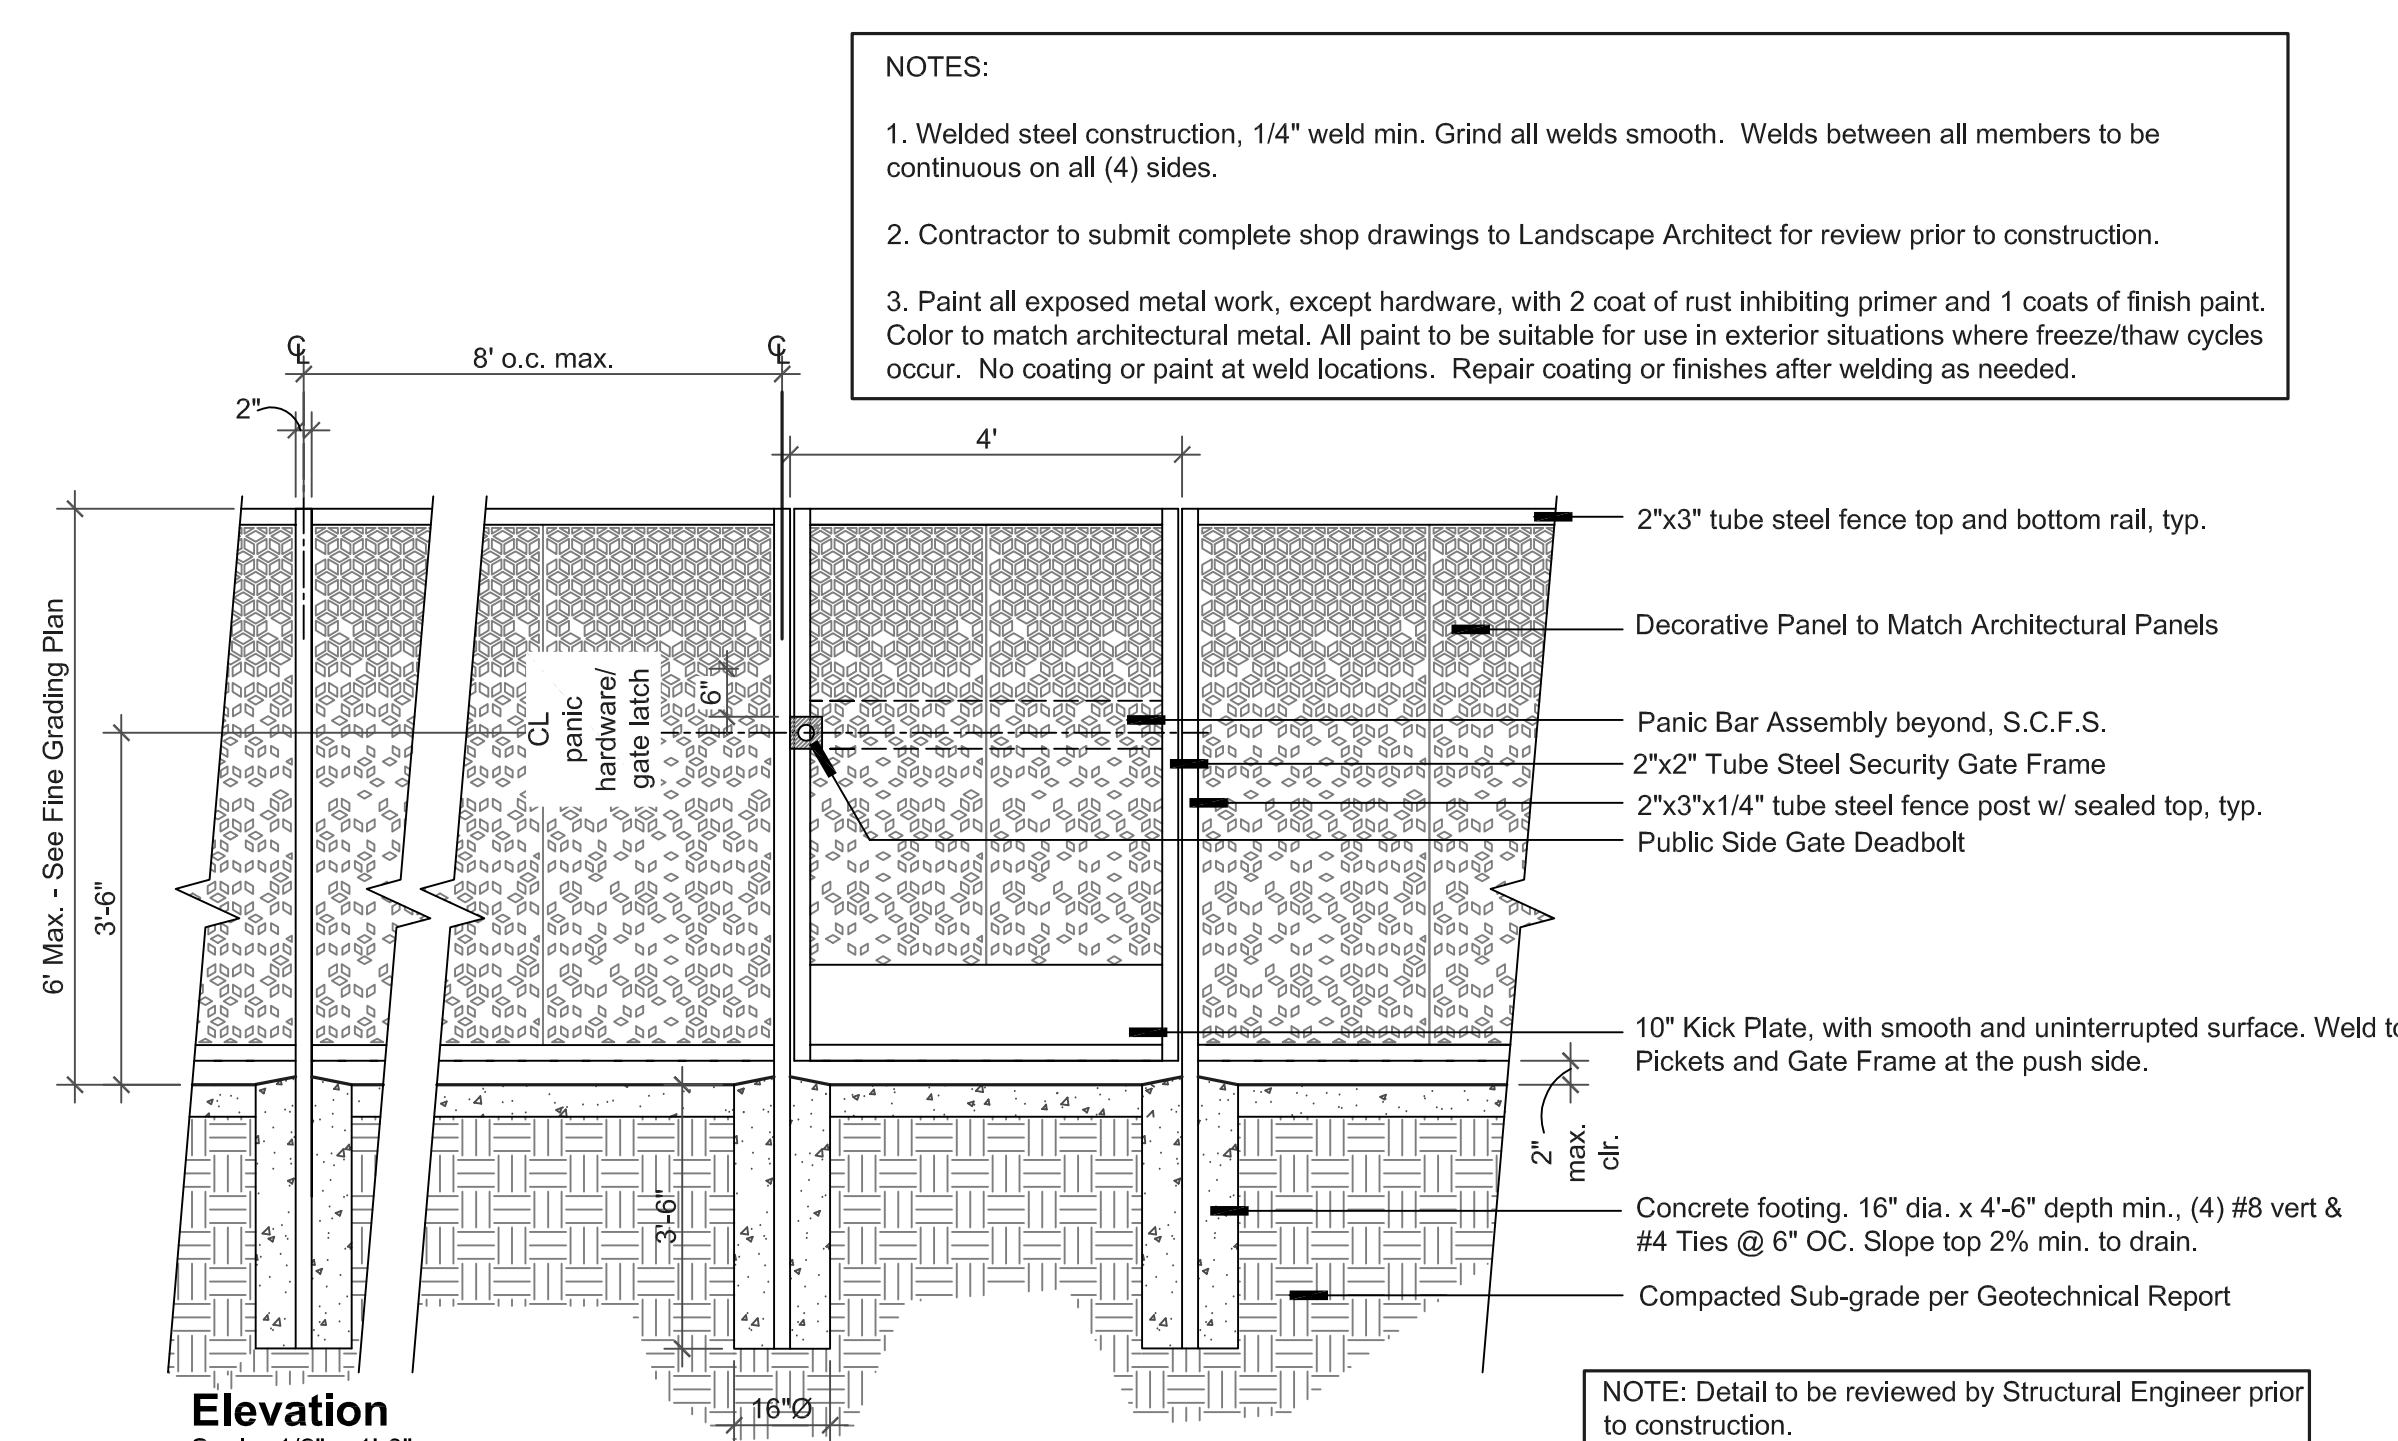 NOTES:
1. Welded steel construction, 1/4" weld min. Grind all welds smooth. Welds between all members to be
continuous on all (4) sides.
2. Contractor to submit complete shop drawings to Landscape Architect for review prior to construction.
3. Paint all exposed metal work, except hardware, with 2 coat of rust inhibiting primer and 1 coats of finish paint.
Color to match architectural metal. All paint to be suitable for use in exterior situations where freeze/thaw cycles
occur. No coating or paint at weld locations. Repair coating or finishes after welding as needed.
CL
8' o.c. max.
CL
2"
4'
6' Max. - See Fine Grading Plan
3'-6"
CL
panic
hardware/
gate latch
6"
2"x3" tube steel fence top and bottom rail, typ.
Decorative Panel to Match Architectural Panels
Panic Bar Assembly beyond, S.C.F.S.
2"x2" Tube Steel Security Gate Frame
2"x3"x1/4" tube steel fence post w/ sealed top, typ.
Public Side Gate Deadbolt
10" Kick Plate, with smooth and uninterrupted surface. Weld to
Pickets and Gate Frame at the push side.
2"
max.
clr.
3'-6"
Concrete footing. 16" dia. x 4'-6" depth min., (4) #8 vert &
#4 Ties @ 6" OC. Slope top 2% min. to drain.
Compacted Sub-grade per Geotechnical Report
16"Ø
Elevation
NOTE: Detail to be reviewed by Structural Engineer prior
to construction.